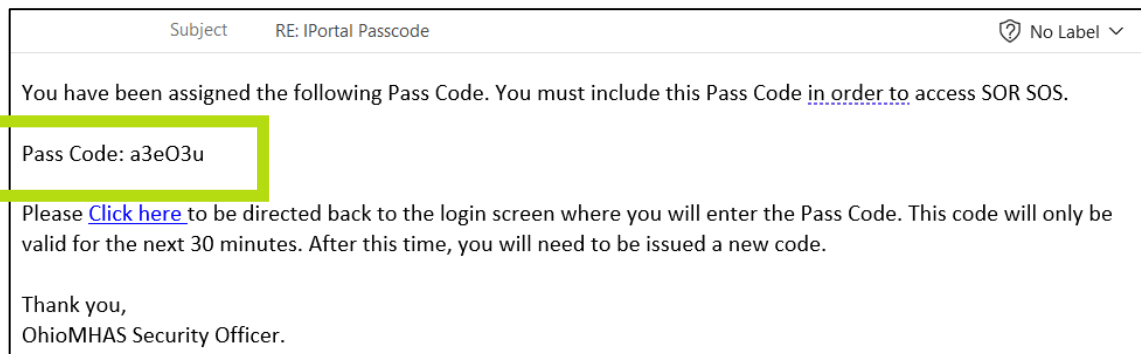 Subject RE: IPortal Passcode No Label
You have been assigned the following Pass Code. You must include this Pass Code in order to access SOR SOS.
Pass Code: a3eO3u
Please Click here to be directed back to the login screen where you will enter the Pass Code. This code will only be
valid for the next 30 minutes. After this time, you will need to be issued a new code.
Thank you,
OhioMHAS Security Officer.